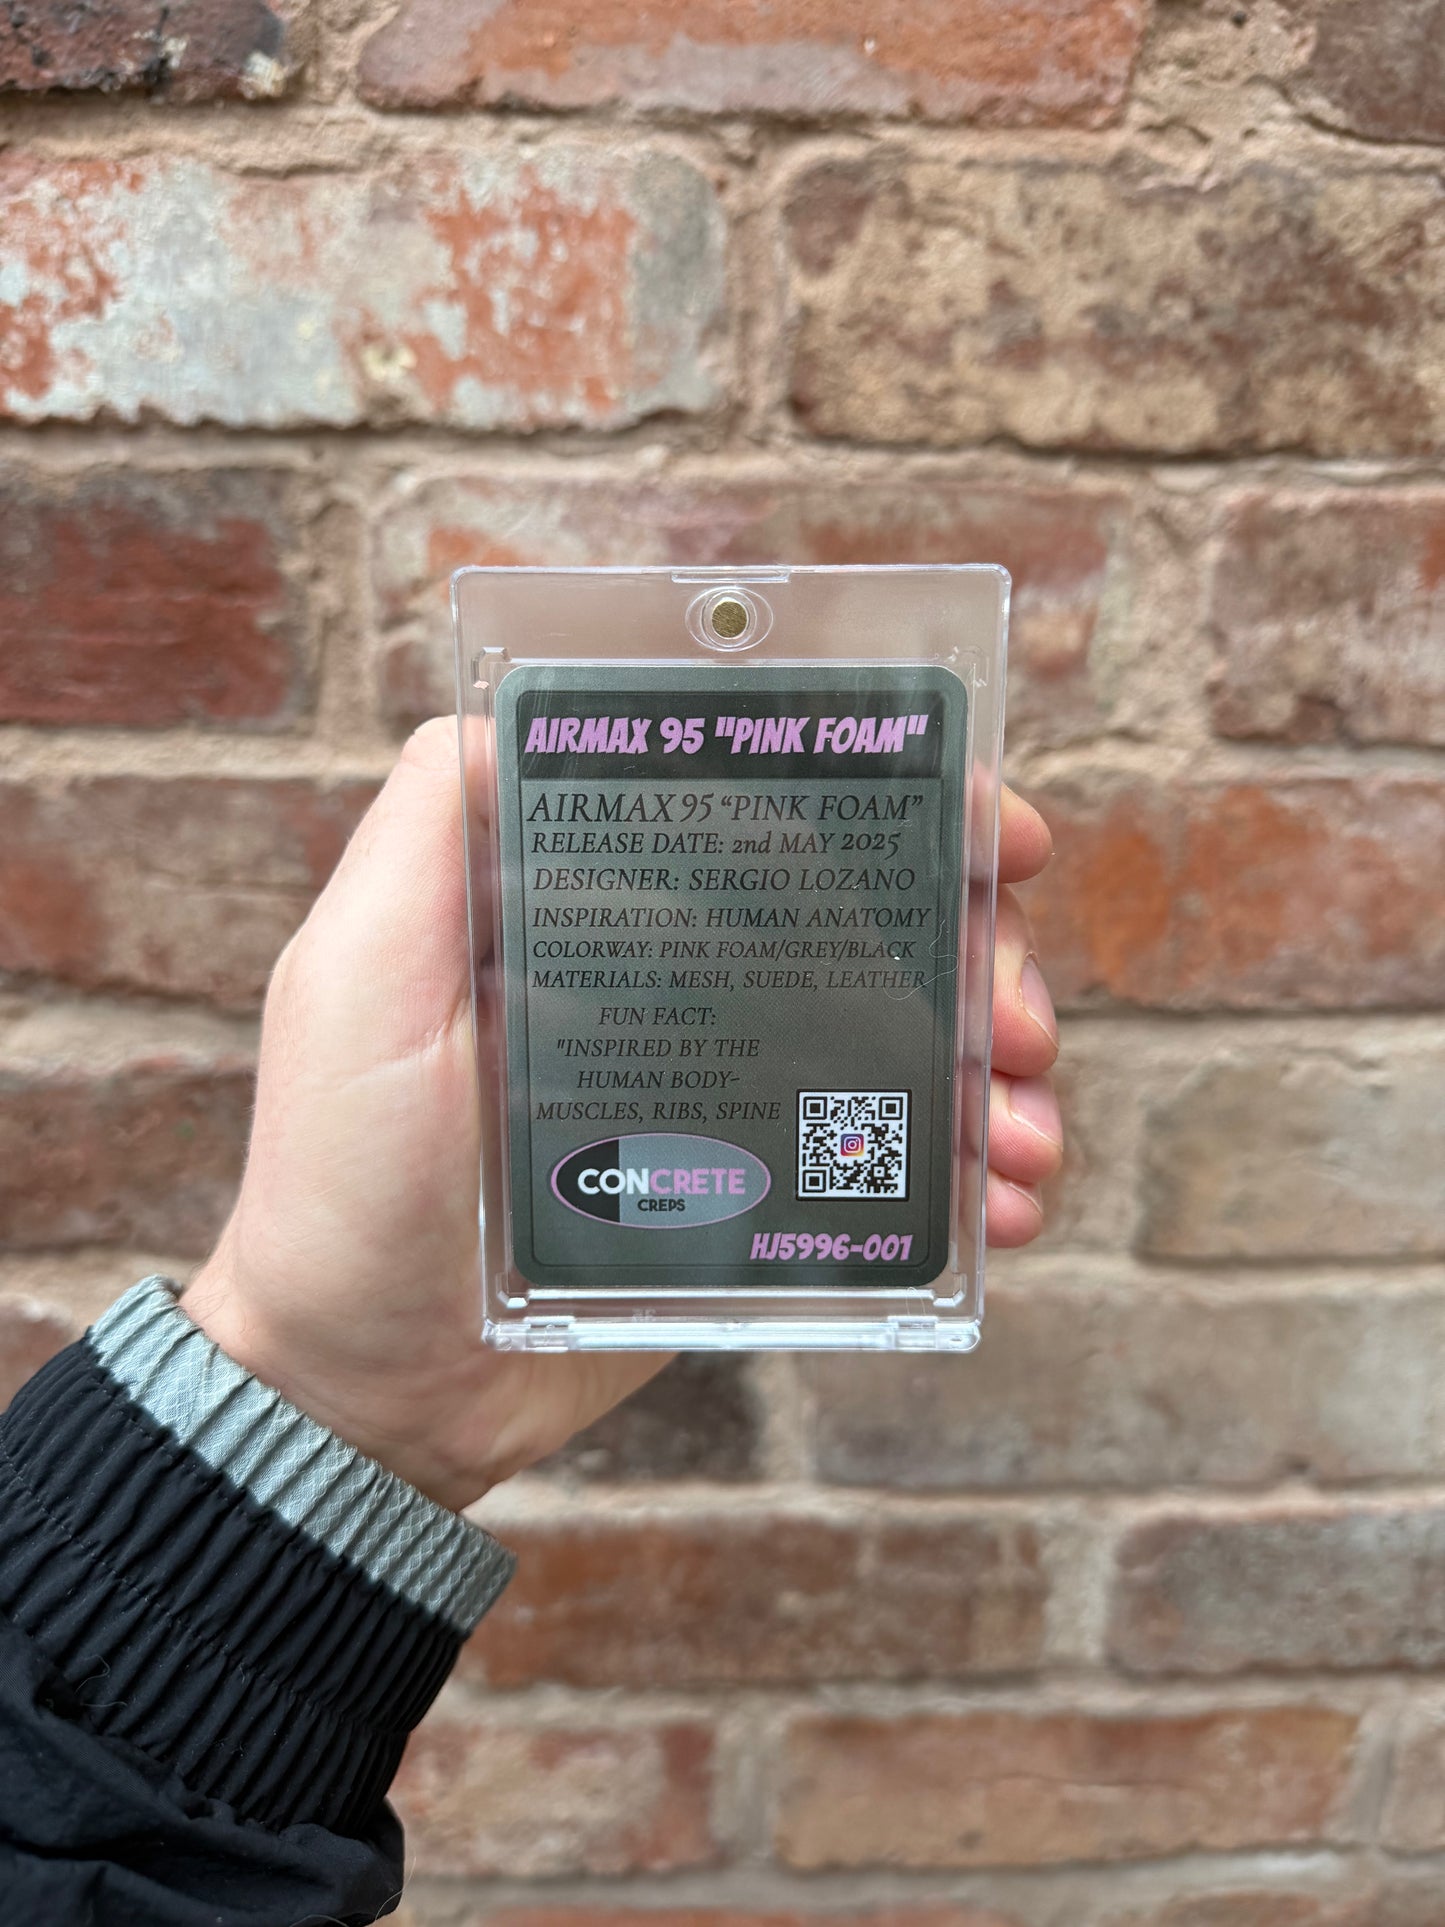 AIRMAX 95 "PINK FOAM"
AIRMAX 95 “PINK FOAM”
RELEASE DATE: 2nd MAY 2025
DESIGNER: SERGIO LOZANO
INSPIRATION: HUMAN ANATOMY
COLORWAY: PINK FOAM/GREY/BLACK
MATERIALS: MESH, SUEDE, LEATHER
FUN FACT:
"INSPIRED BY THE
HUMAN BODY-
MUSCLES, RIBS, SPINE
CONCRETE
CREPS
HJ5996-001